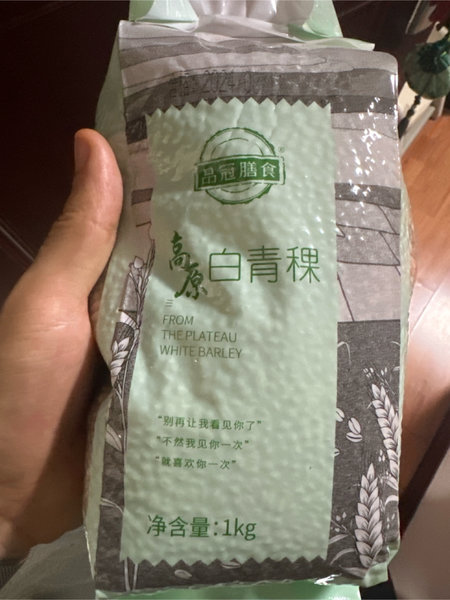 品冠膳食
®
高原白青稞
FROM
THE PLATEAU
WHITE BARLEY
“别再让我看见你了”
“不然我见你一次”
“就喜欢你一次”
净含量:1kg